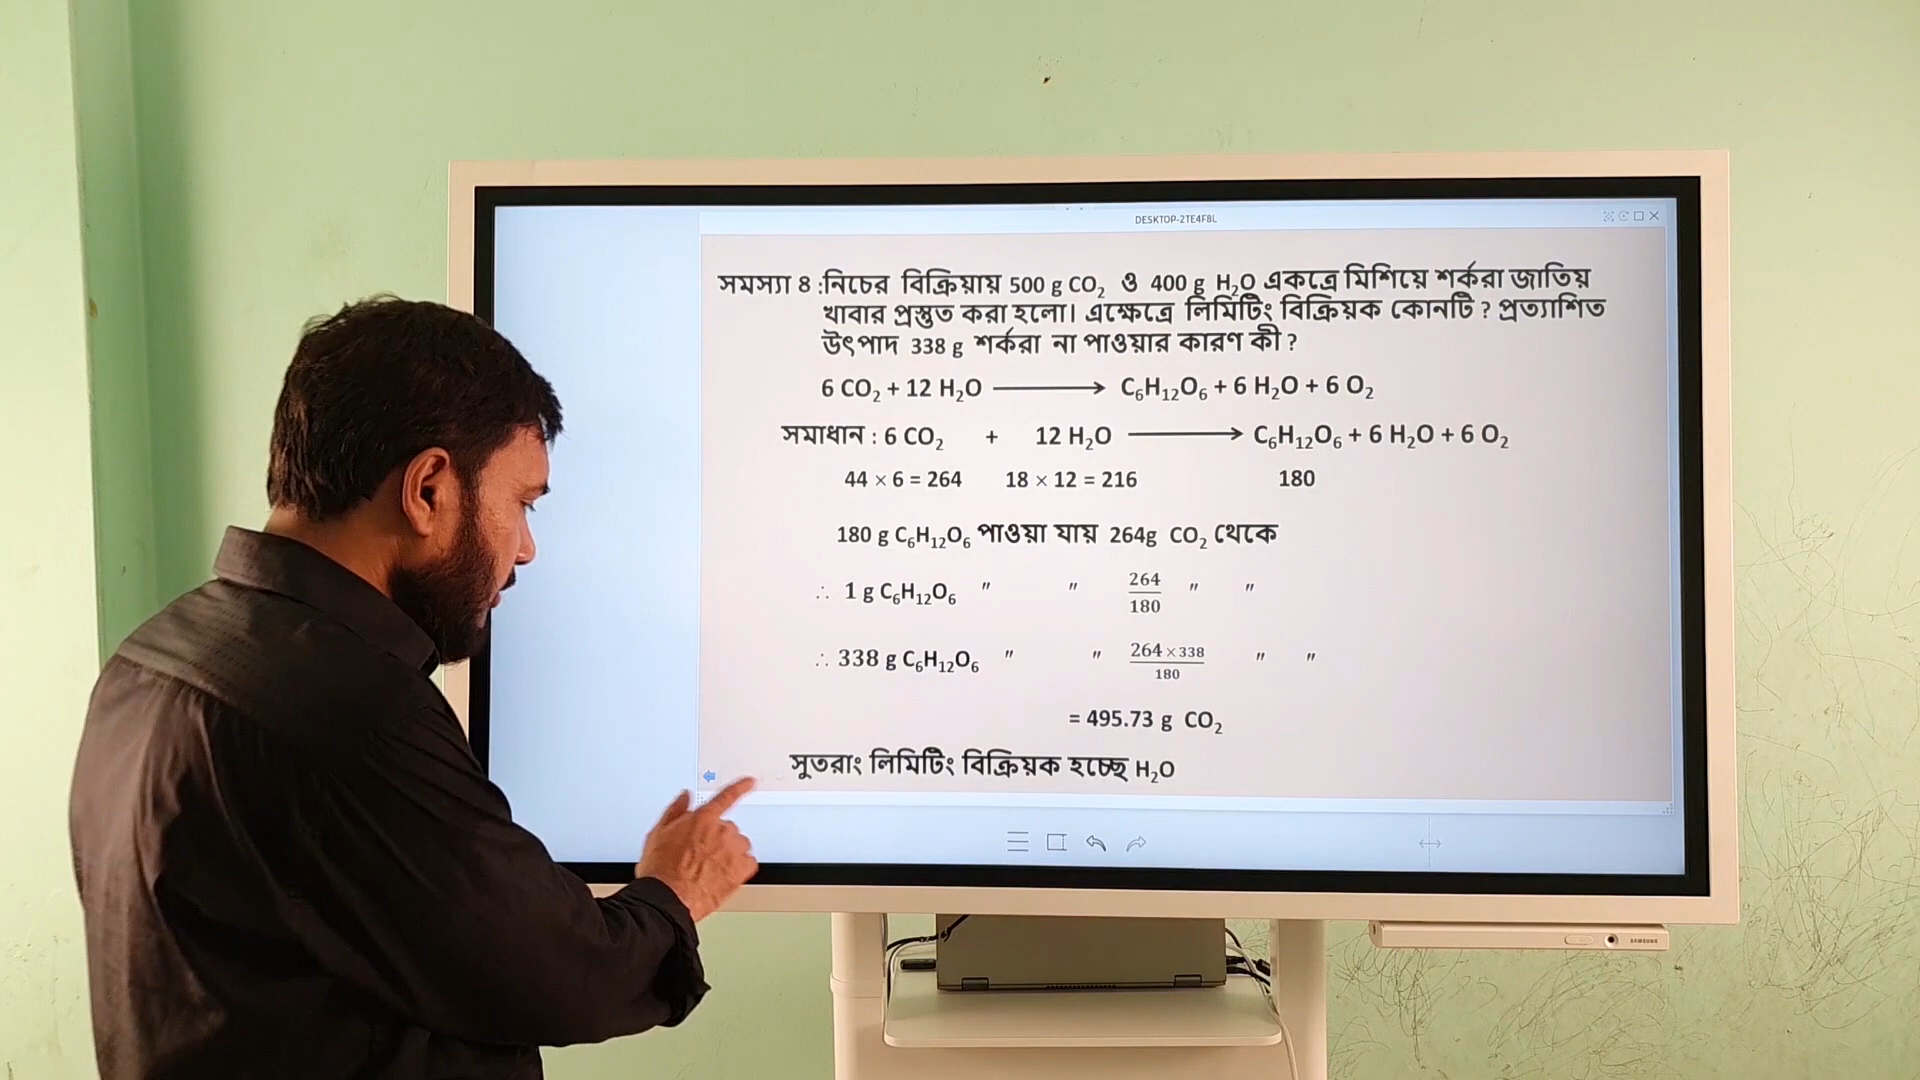 DESKTOP-2TE4F8L
সমস্যা 8 :নিচের বিক্রিয়ায় 500 g CO₂ ও 400 g H₂O একত্রে মিশিয়ে শর্করা জাতিয়
খাবার প্রস্তুত করা হলো। এক্ষেত্রে লিমিটিং বিক্রিয়ক কোনটি ? প্রত্যাশিত
উৎপাদ 338 g শর্করা না পাওয়ার কারণ কী ?
6 CO₂ + 12 H₂O ⟶ C₆H₁₂O₆ + 6 H₂O + 6 O₂
সমাধান : 6 CO₂ + 12 H₂O ⟶ C₆H₁₂O₆ + 6 H₂O + 6 O₂
44 × 6 = 264 18 × 12 = 216 180
180 g C₆H₁₂O₆ পাওয়া যায় 264g CO₂ থেকে
∴ 1 g C₆H₁₂O₆ " " 264/180 " "
∴ 338 g C₆H₁₂O₆ " " 264×338/180 " "
= 495.73 g CO₂
সুতরাং লিমিটিং বিক্রিয়ক হচ্ছে H₂O
SAMSUNG